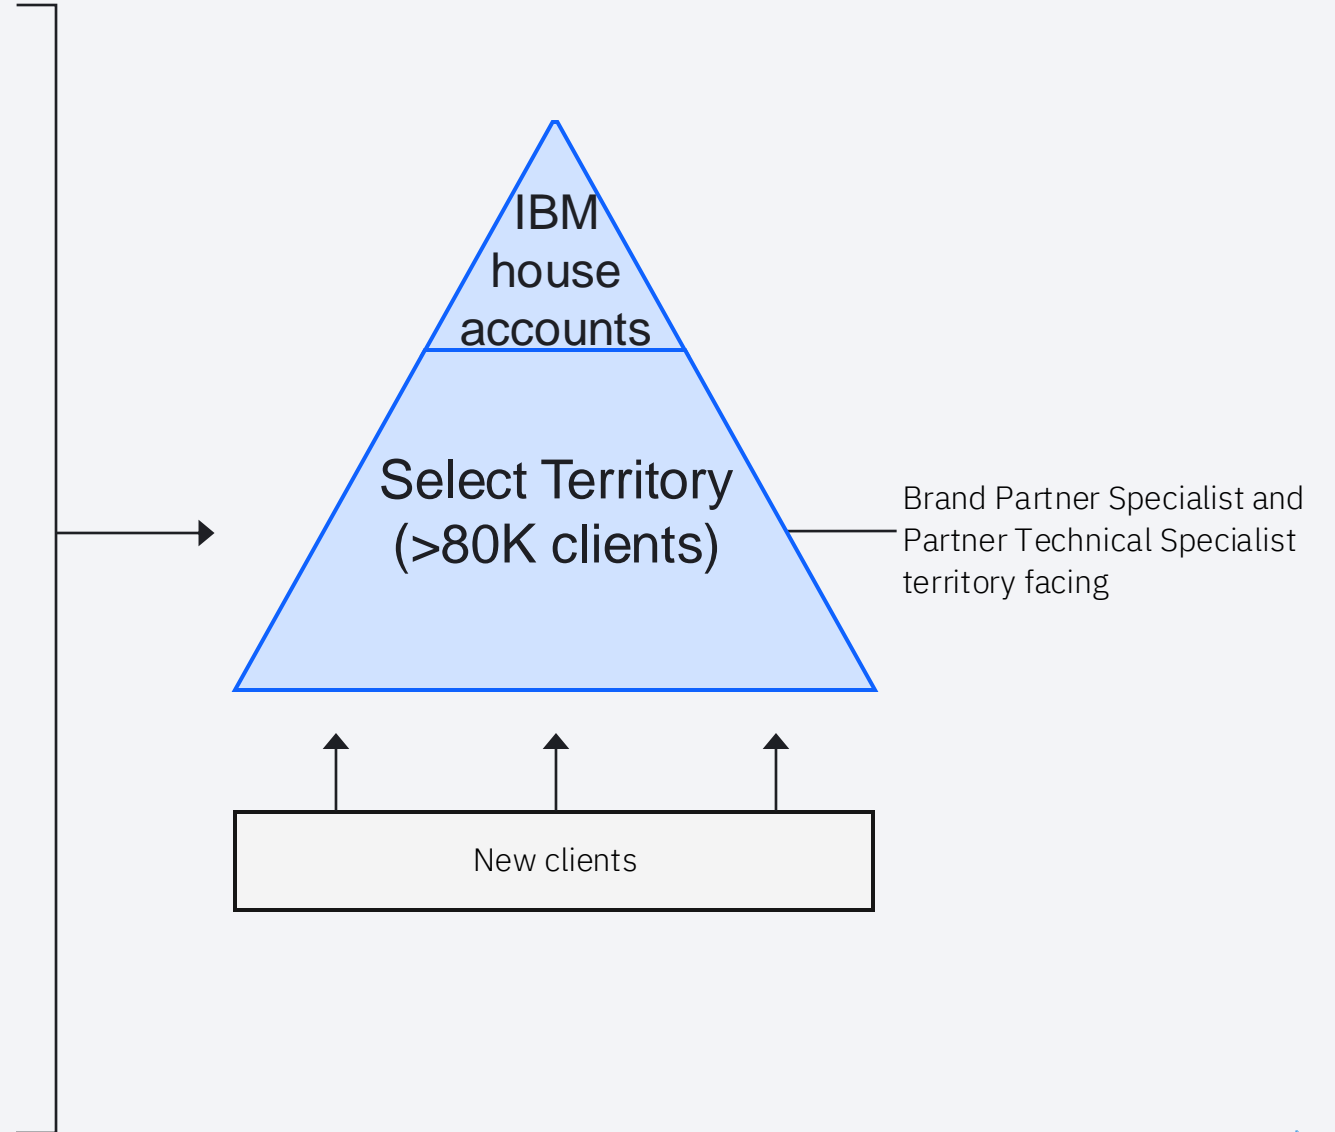 IBM
house
accounts
Select Territory
(>80K clients)
Brand Partner Specialist and
Partner Technical Specialist
territory facing
New clients